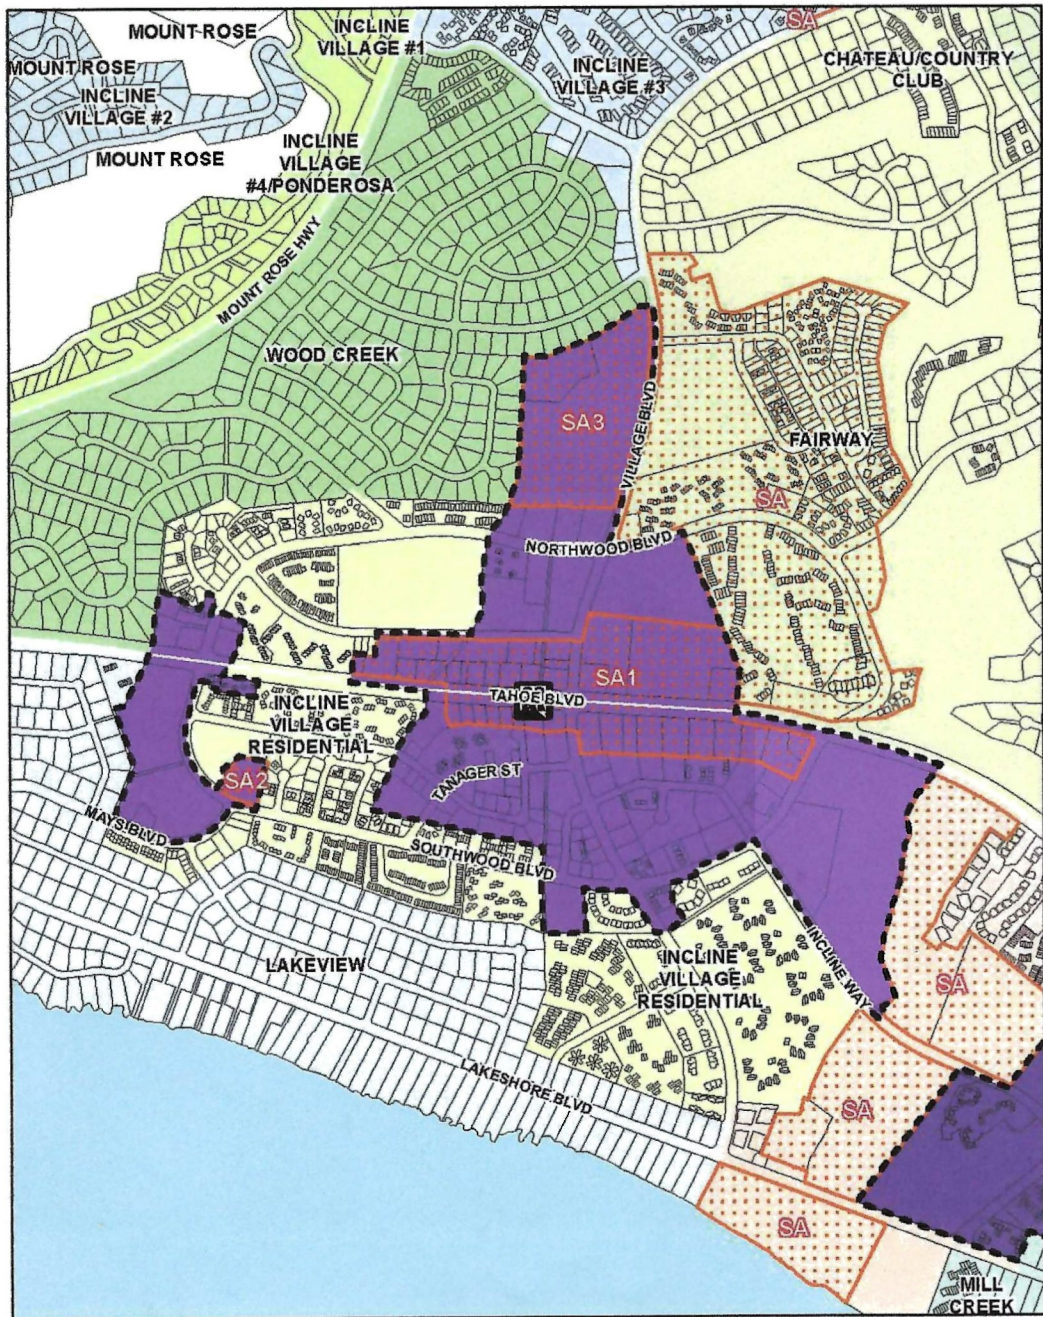 MOUNT ROSE
INCLINE
VILLAGE #1
SA
MOUNT ROSE
INCLINE
VILLAGE #2
MOUNT ROSE
INCLINE
VILLAGE #3
CHATEAU/COUNTRY
CLUB
INCLINE
VILLAGE
#4/PONDEROSA
MOUNT ROSE HWY
WOOD CREEK
SA3
VILLAGE BLVD
FAIRWAY
SA
NORTHWOOD BLVD
SA1
TAHOE BLVD
INCLINE
VILLAGE
RESIDENTIAL
SA2
TANAGER ST
MAYS BLVD
SOUTHWOOD BLVD
LAKEVIEW
INCLINE
VILLAGE
RESIDENTIAL
INCLINE WAY
SA
LAKESHORE BLVD
SA
SA
MILL
CREEK